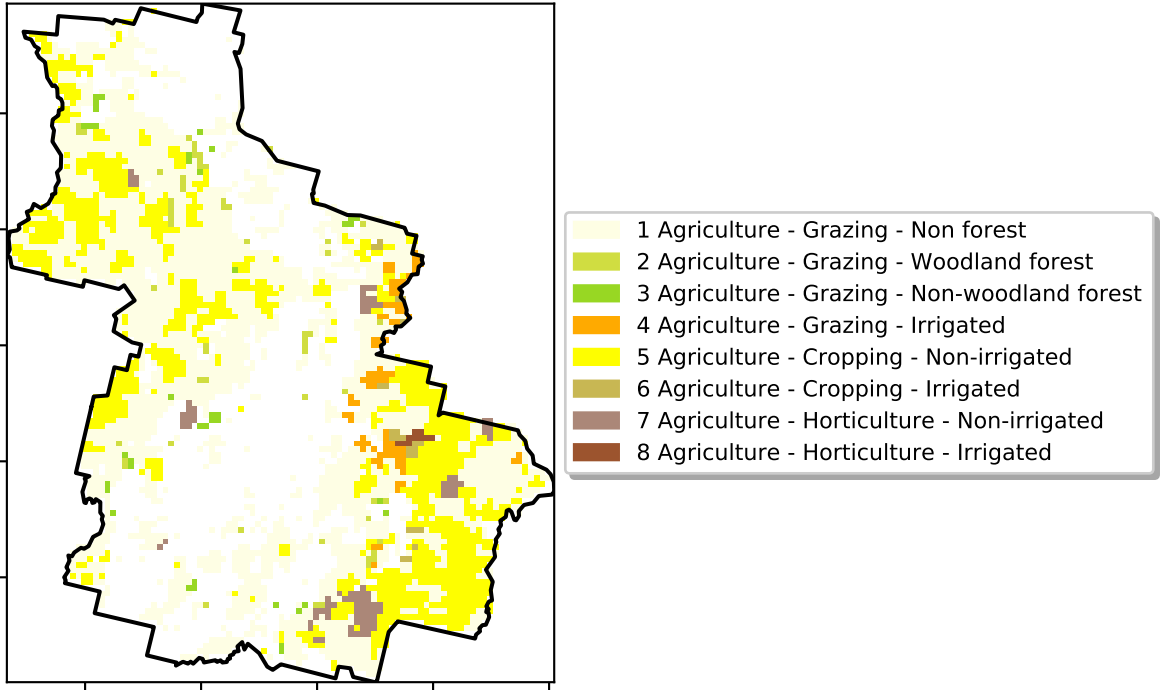 1 Agriculture - Grazing - Non forest
2 Agriculture - Grazing - Woodland forest
3 Agriculture - Grazing - Non-woodland forest
4 Agriculture - Grazing - Irrigated
5 Agriculture - Cropping - Non-irrigated
6 Agriculture - Cropping - Irrigated
7 Agriculture - Horticulture - Non-irrigated
8 Agriculture - Horticulture - Irrigated